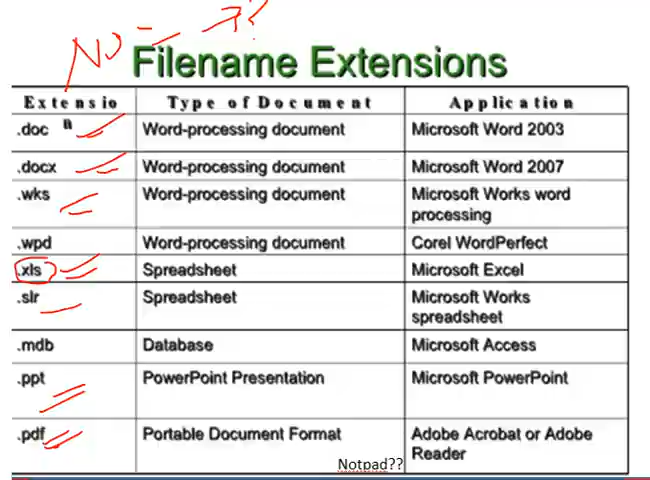 No = ??
Filename Extensions
Extension Type of Document Application
.doc Word-processing document Microsoft Word 2003
.docx Word-processing document Microsoft Word 2007
.wks Word-processing document Microsoft Works word
processing
.wpd Word-processing document Corel WordPerfect
.xls Spreadsheet Microsoft Excel
.slr Spreadsheet Microsoft Works
spreadsheet
.mdb Database Microsoft Access
.ppt PowerPoint Presentation Microsoft PowerPoint
.pdf Portable Document Format Adobe Acrobat or Adobe
Reader
Notpad??